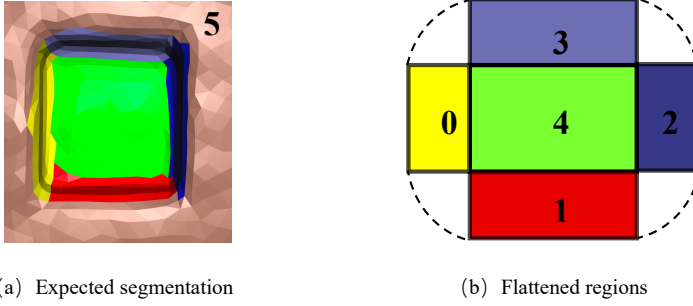 5
3
0 4 2
1
(a) Expected segmentation
(b) Flattened regions